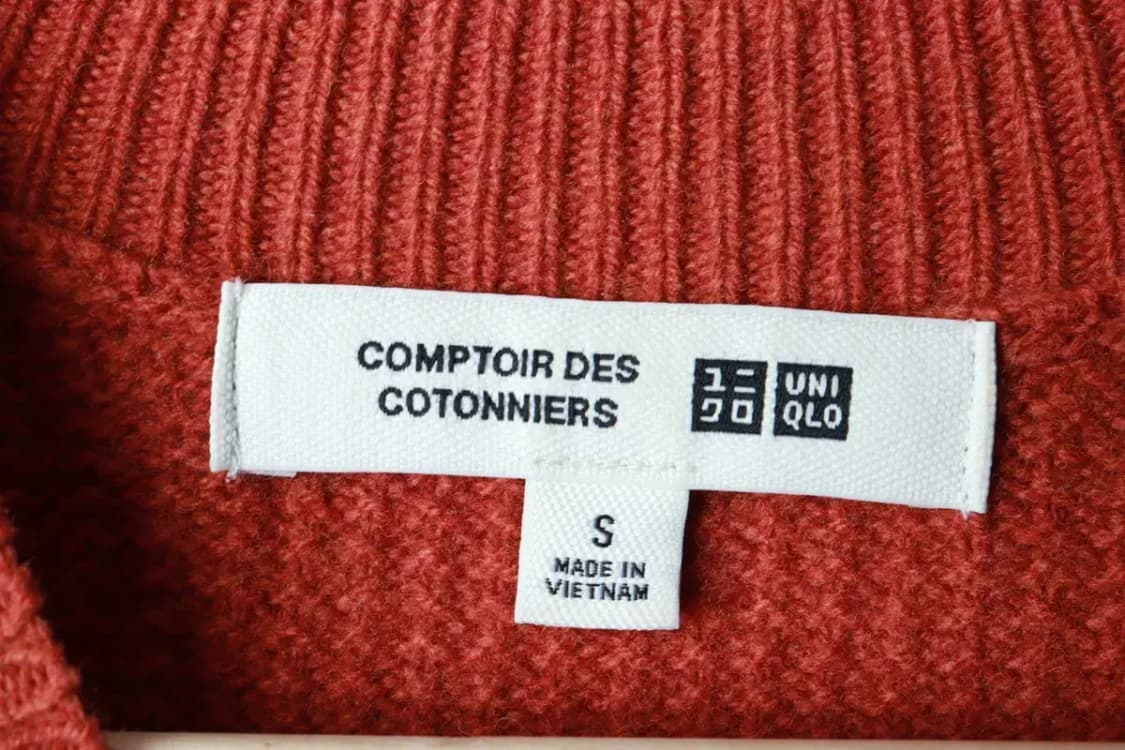 COMPTOIR DES
COTONNIERS
ユニ
クロ
UNI
QLO
S
MADE IN
VIETNAM